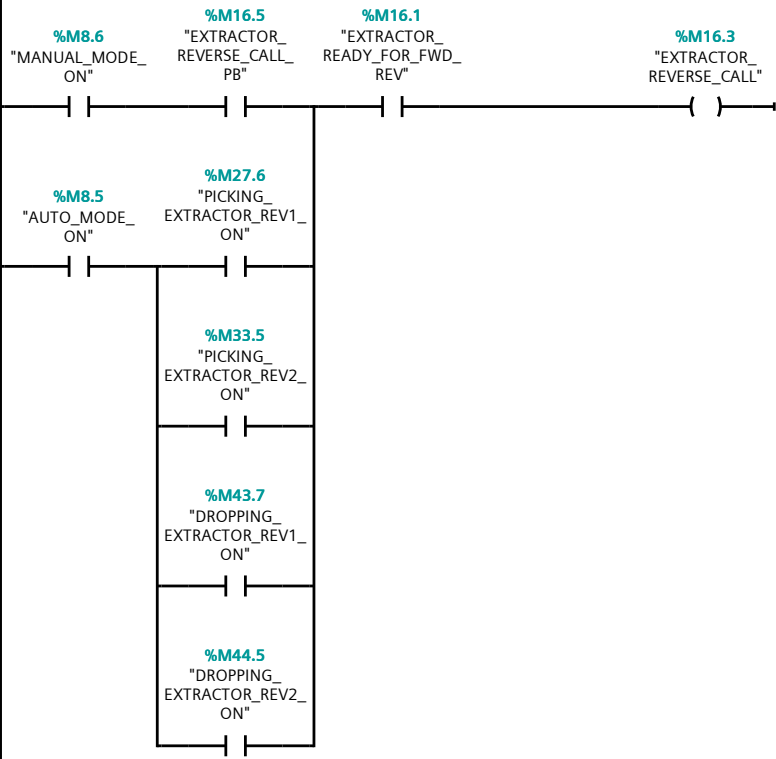 %M8.6
"MANUAL_MODE_
ON"
%M16.5
"EXTRACTOR_
REVERSE_CALL_
PB"
%M16.1
"EXTRACTOR_
READY_FOR_FWD_
REV"
%M16.3
"EXTRACTOR_
REVERSE_CALL"
%M8.5
"AUTO_MODE_
ON"
%M27.6
"PICKING_
EXTRACTOR_REV1_
ON"
%M33.5
"PICKING_
EXTRACTOR_REV2_
ON"
%M43.7
"DROPPING_
EXTRACTOR_REV1_
ON"
%M44.5
"DROPPING_
EXTRACTOR_REV2_
ON"